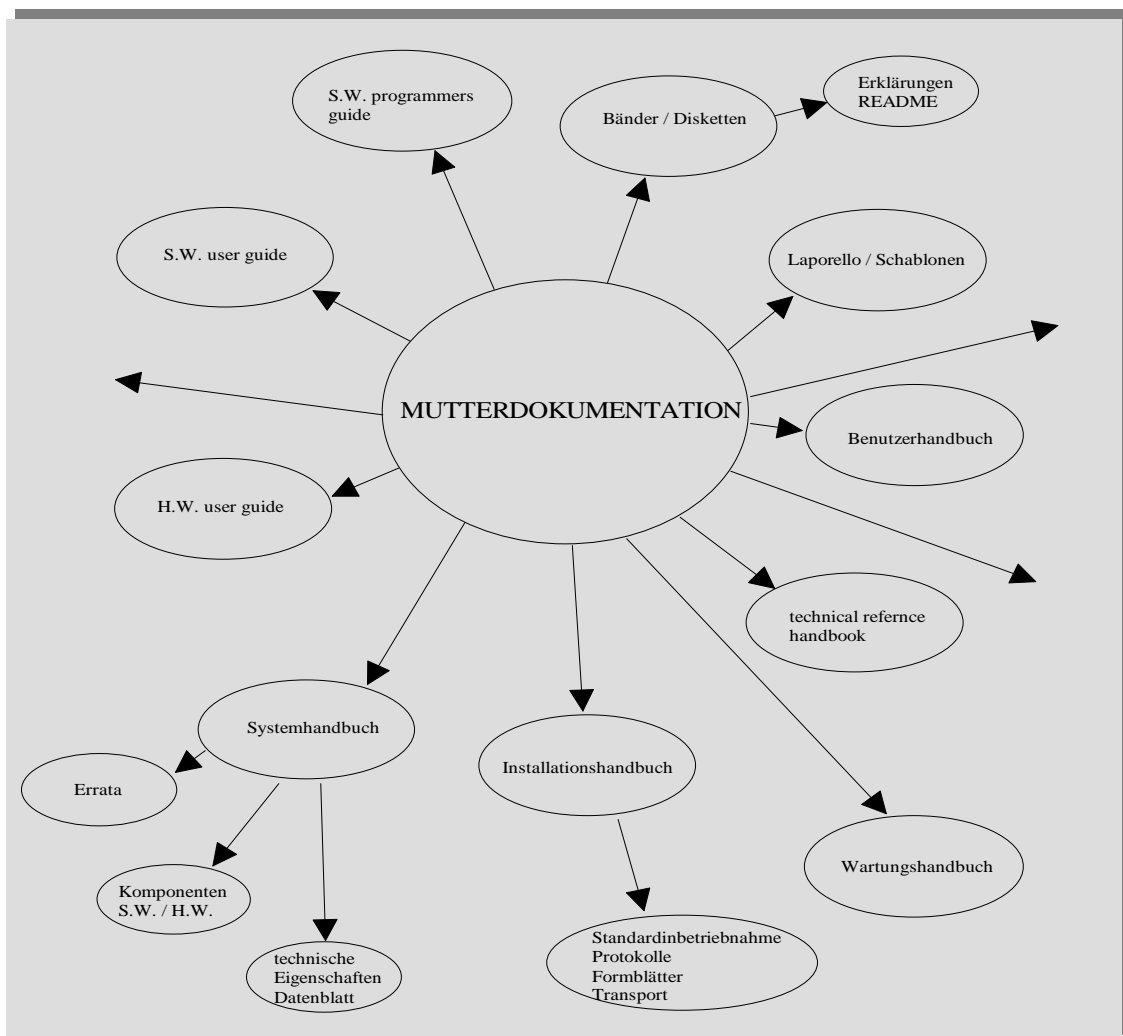 S.W. programmers
guide
Bänder / Disketten
Erklärungen
README
S.W. user guide
Laporello / Schablonen
MUTTERDOKUMENTATION
Benutzerhandbuch
H.W. user guide
technical refernce
handbook
Systemhandbuch
Installationshandbuch
Errata
Wartungshandbuch
Komponenten
S.W. / H.W.
technische
Eigenschaften
Datenblatt
Standardinbetriebnahme
Protokolle
Formblätter
Transport